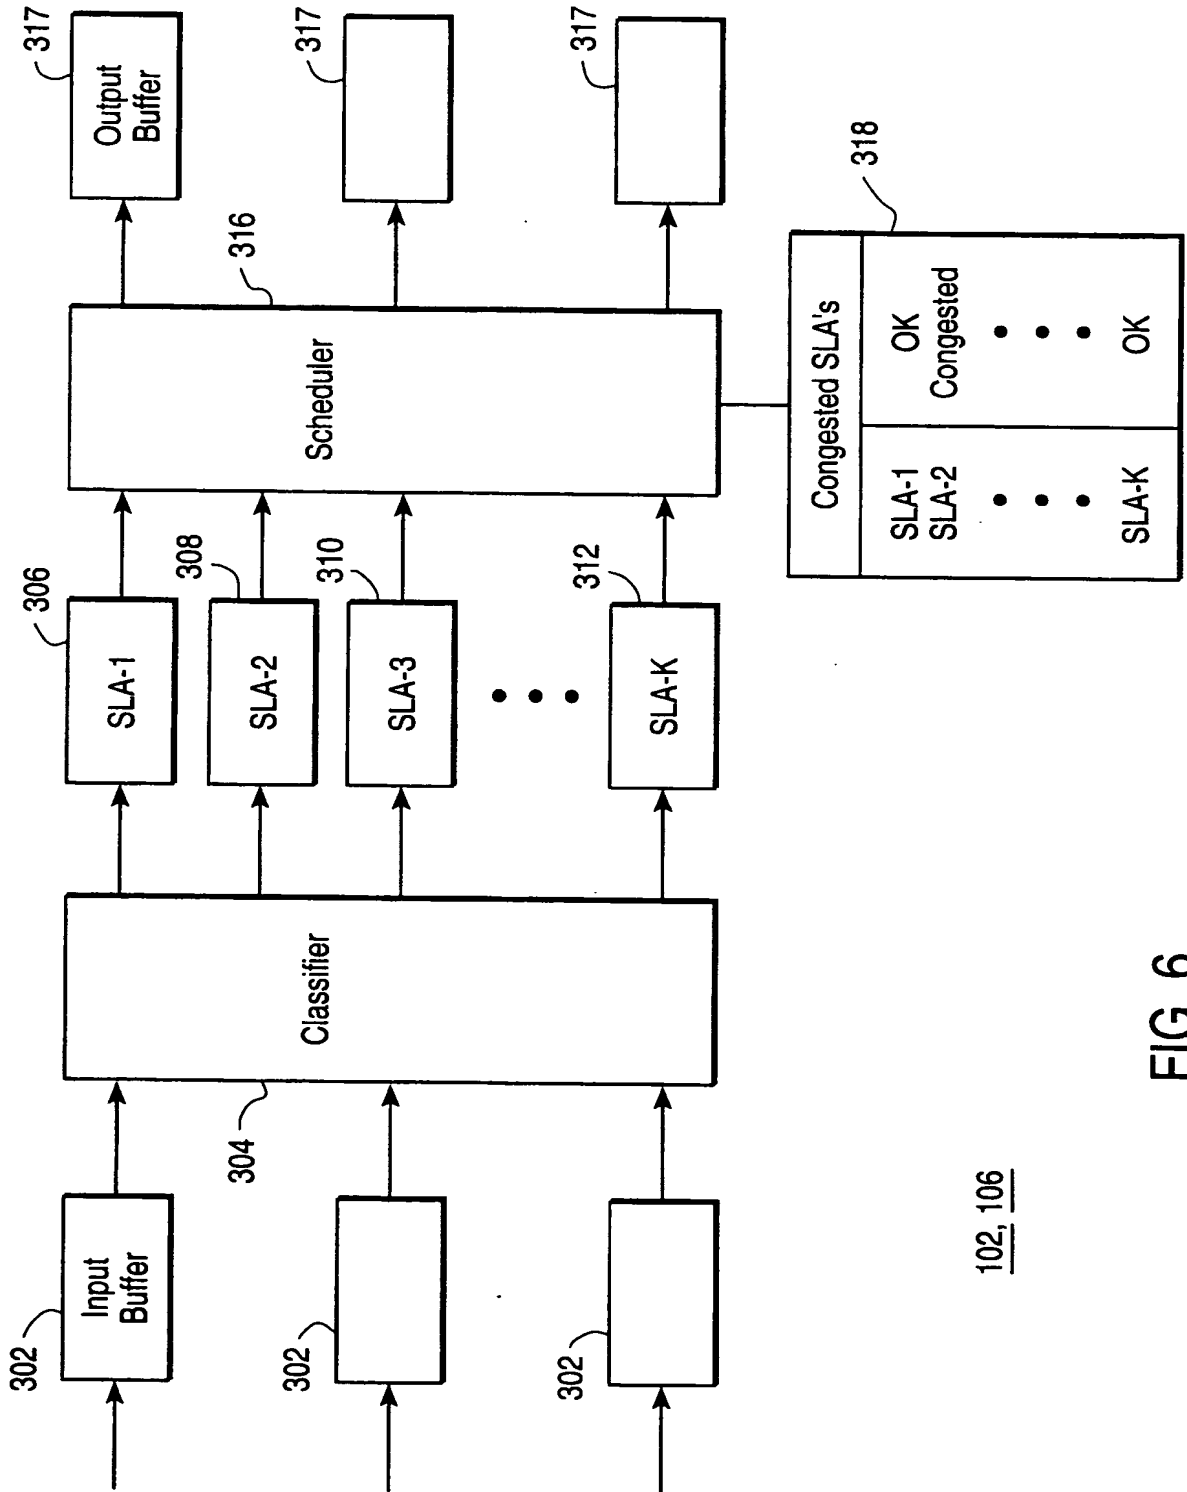 302
Input
Buffer
302
302
304
Classifier
306
SLA-1
308
SLA-2
310
SLA-3
312
SLA-K
316
Scheduler
317
Output
Buffer
317
317
318
Congested SLA's
SLA-1 OK
SLA-2 Congested
SLA-K OK
102, 106
FIG. 6